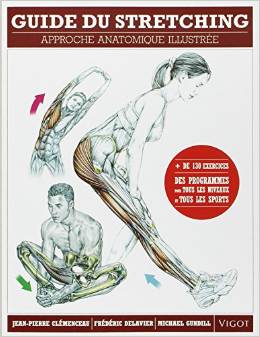 GUIDE DU STRETCHING
APPROCHE ANATOMIQUE ILLUSTRÉE
+ DE 130 EXERCICES
DES PROGRAMMES
POUR TOUS LES NIVEAUX
ET TOUS LES SPORTS
JEAN-PIERRE CLÉMENCEAU | FRÉDÉRIC DELAVIER | MICHAEL GUNDILL | VIGOT